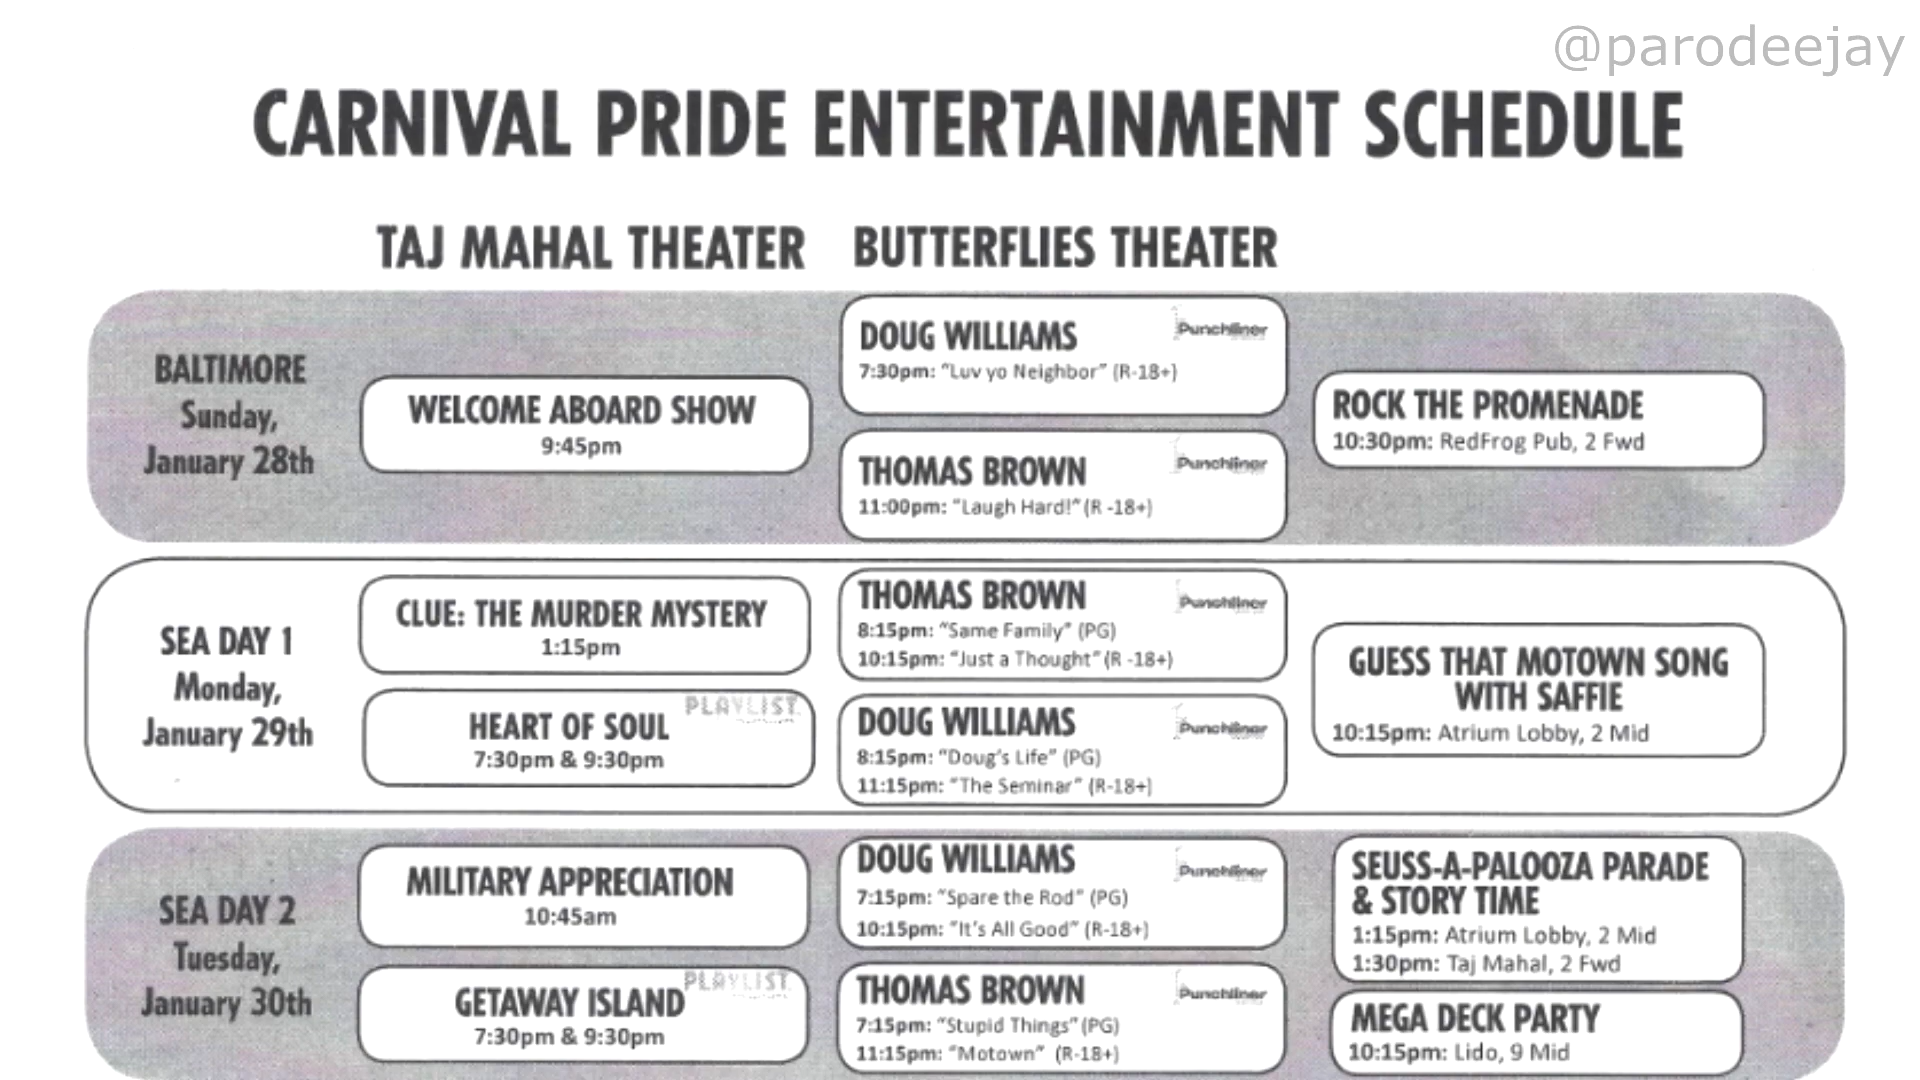 @parodeejay
CARNIVAL PRIDE ENTERTAINMENT SCHEDULE
TAJ MAHAL THEATER
BUTTERFLIES THEATER
BALTIMORE
Sunday,
January 28th
WELCOME ABOARD SHOW
9:45pm
DOUG WILLIAMS
Punchliner
7:30pm: “Luv yo Neighbor” (R-18+)
THOMAS BROWN
Punchliner
11:00pm: “Laugh Hard!” (R -18+)
ROCK THE PROMENADE
10:30pm: RedFrog Pub, 2 Fwd
SEA DAY 1
Monday,
January 29th
CLUE: THE MURDER MYSTERY
1:15pm
PLAYLIST
HEART OF SOUL
7:30pm & 9:30pm
THOMAS BROWN
Punchliner
8:15pm: “Same Family” (PG)
10:15pm: “Just a Thought” (R -18+)
DOUG WILLIAMS
Punchliner
8:15pm: “Doug’s Life” (PG)
11:15pm: “The Seminar” (R-18+)
GUESS THAT MOTOWN SONG
WITH SAFFIE
10:15pm: Atrium Lobby, 2 Mid
SEA DAY 2
Tuesday,
January 30th
MILITARY APPRECIATION
10:45am
PLAYLIST
GETAWAY ISLAND
7:30pm & 9:30pm
DOUG WILLIAMS
Punchliner
7:15pm: “Spare the Rod” (PG)
10:15pm: “It’s All Good” (R-18+)
THOMAS BROWN
Punchliner
7:15pm: “Stupid Things” (PG)
11:15pm: “Motown” (R-18+)
SEUSS-A-PALOOZA PARADE
& STORY TIME
1:15pm: Atrium Lobby, 2 Mid
1:30pm: Taj Mahal, 2 Fwd
MEGA DECK PARTY
10:15pm: Lido, 9 Mid